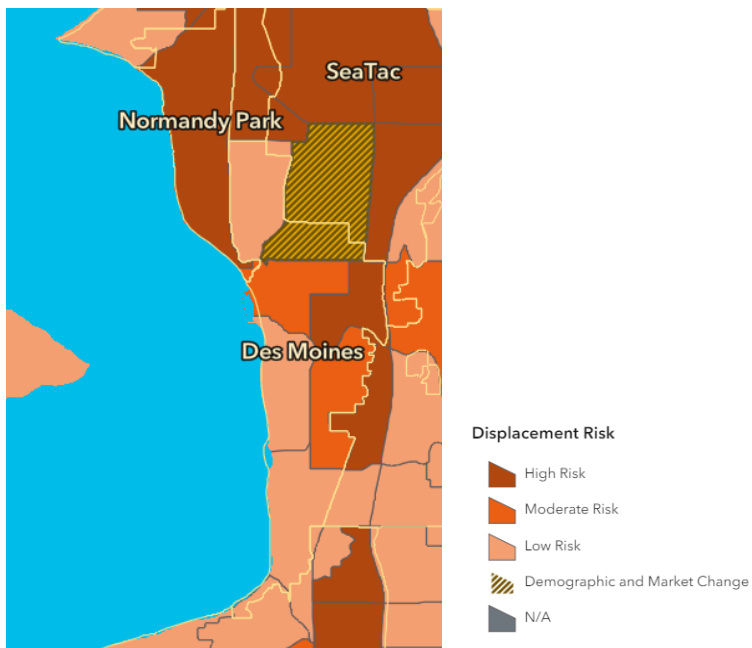 SeaTac
Normandy Park
Des Moines
Displacement Risk
High Risk
Moderate Risk
Low Risk
Demographic and Market Change
N/A